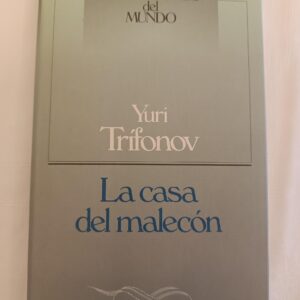 del
MUNDO
Yuri
Trífonov
La casa
del malecón